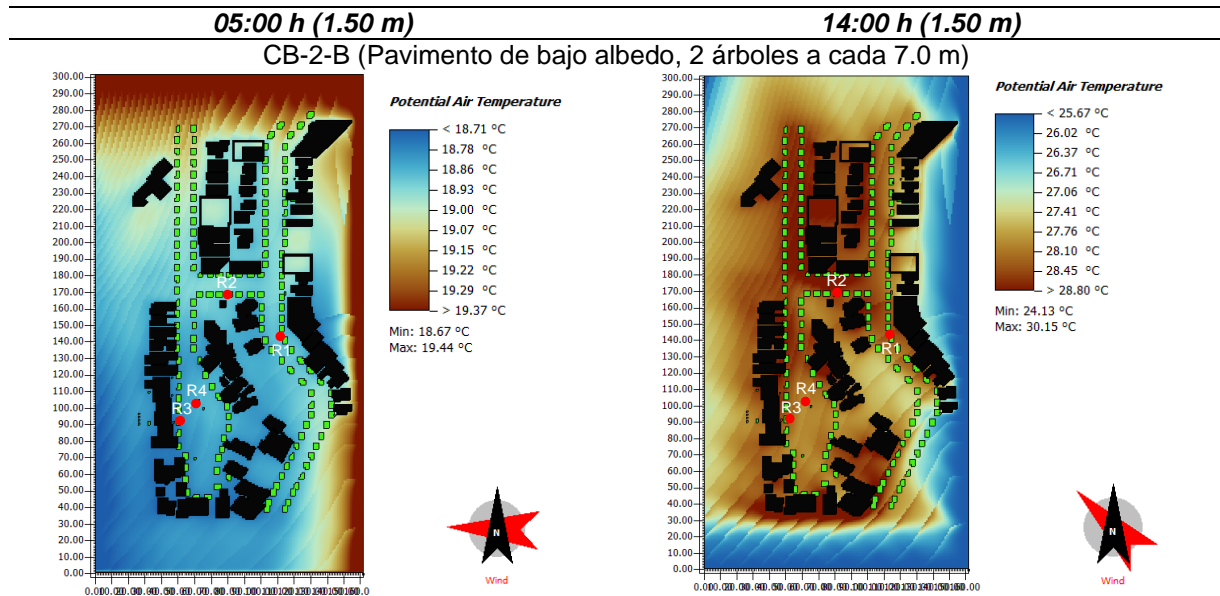 05:00 h (1.50 m) 14:00 h (1.50 m)
CB-2-B (Pavimento de bajo albedo, 2 árboles a cada 7.0 m)
300.00
290.00
280.00
270.00
260.00
250.00
240.00
230.00
220.00
210.00
200.00
190.00
180.00
170.00
160.00
150.00
140.00
130.00
120.00
110.00
100.00
90.00
80.00
70.00
60.00
50.00
40.00
30.00
20.00
10.00
0.00
R2
R1
R4
R3
Potential Air Temperature
< 18.71 °C
18.78 °C
18.86 °C
18.93 °C
19.00 °C
19.07 °C
19.15 °C
19.22 °C
19.29 °C
> 19.37 °C
Min: 18.67 °C
Max: 19.44 °C
N
Wind
300.00
290.00
280.00
270.00
260.00
250.00
240.00
230.00
220.00
210.00
200.00
190.00
180.00
170.00
160.00
150.00
140.00
130.00
120.00
110.00
100.00
90.00
80.00
70.00
60.00
50.00
40.00
30.00
20.00
10.00
0.00
R2
R1
R4
R3
Potential Air Temperature
< 25.67 °C
26.02 °C
26.37 °C
26.71 °C
27.06 °C
27.41 °C
27.76 °C
28.10 °C
28.45 °C
> 28.80 °C
Min: 24.13 °C
Max: 30.15 °C
N
Wind